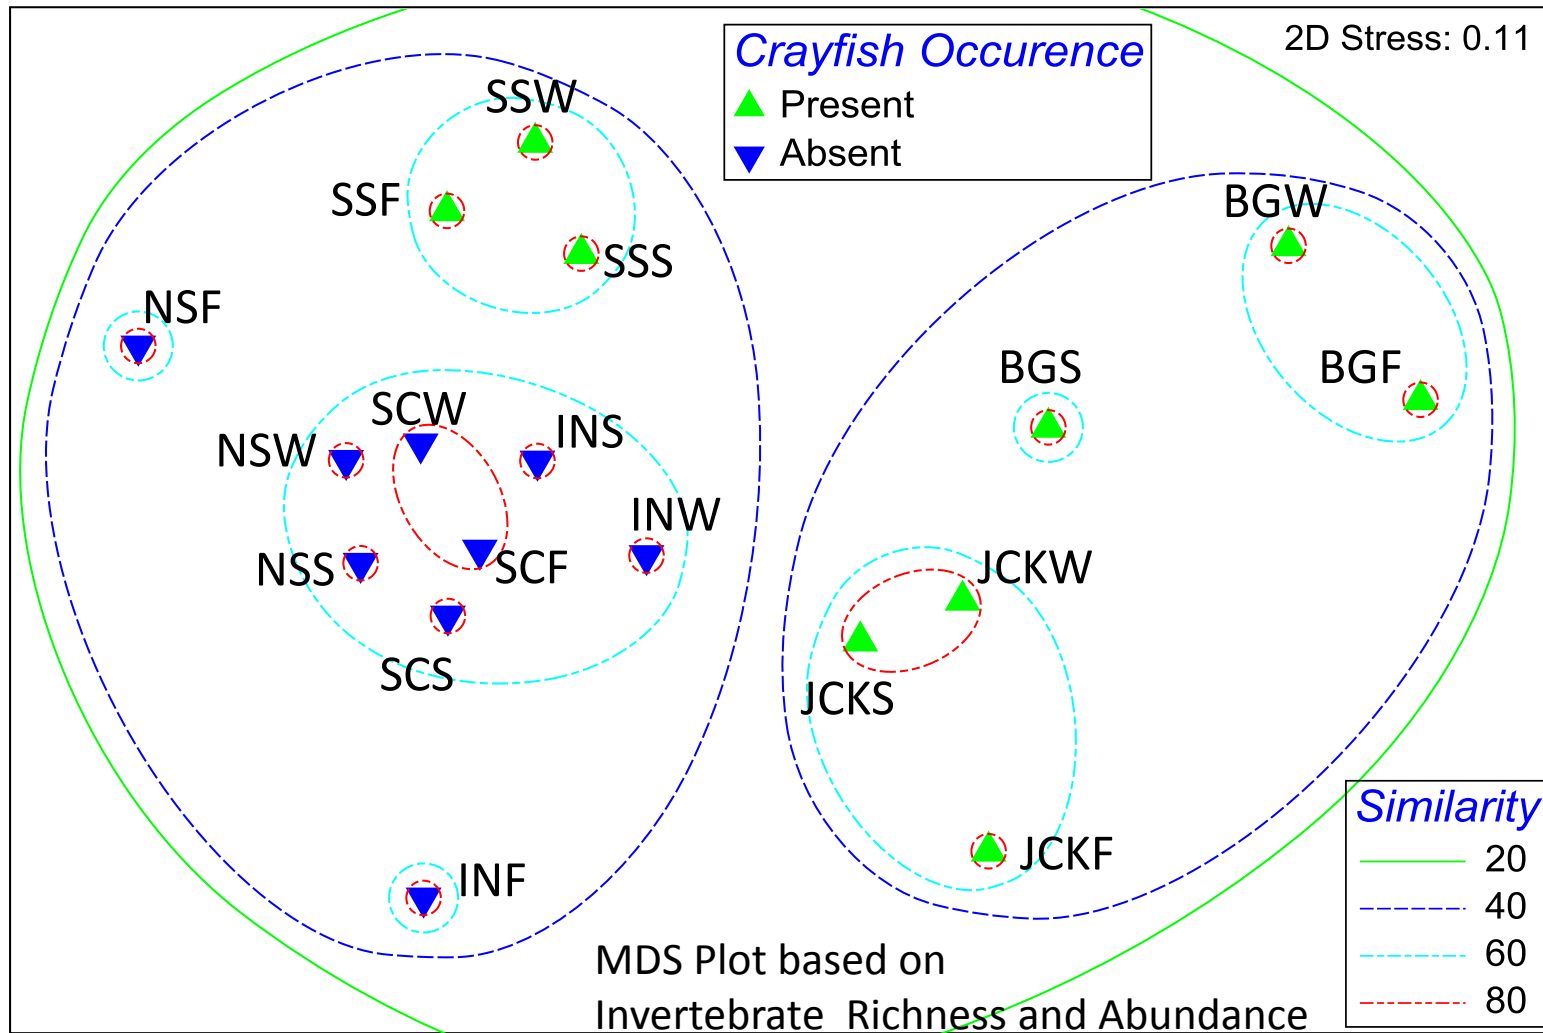 2D Stress: 0.11
Crayfish Occurence
Present
Absent
SSW
SSF
SSS
BGW
NSF
BGS
BGF
SCW
NSW
INS
INW
NSS
SCF
JCKW
SCS
JCKS
JCKF
INF
Similarity
20
40
60
80
MDS Plot based on
Invertebrate Richness and Abundance